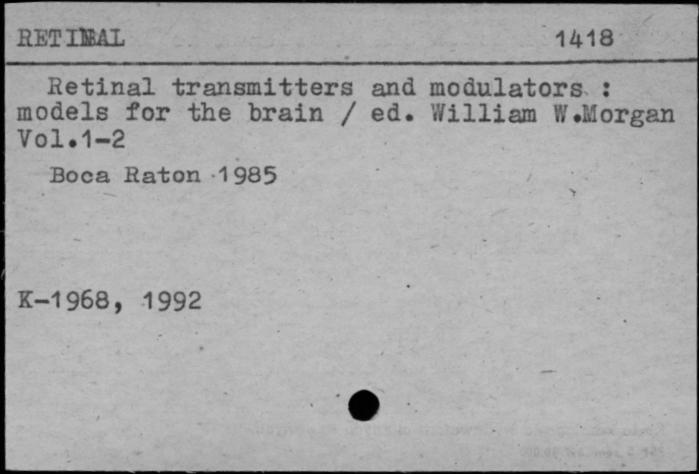 RETINAL 1418
Retinal transmitters and modulators :
models for the brain / ed. William W.Morgan
Vol.1-2
Boca Raton 1985
K-1968, 1992